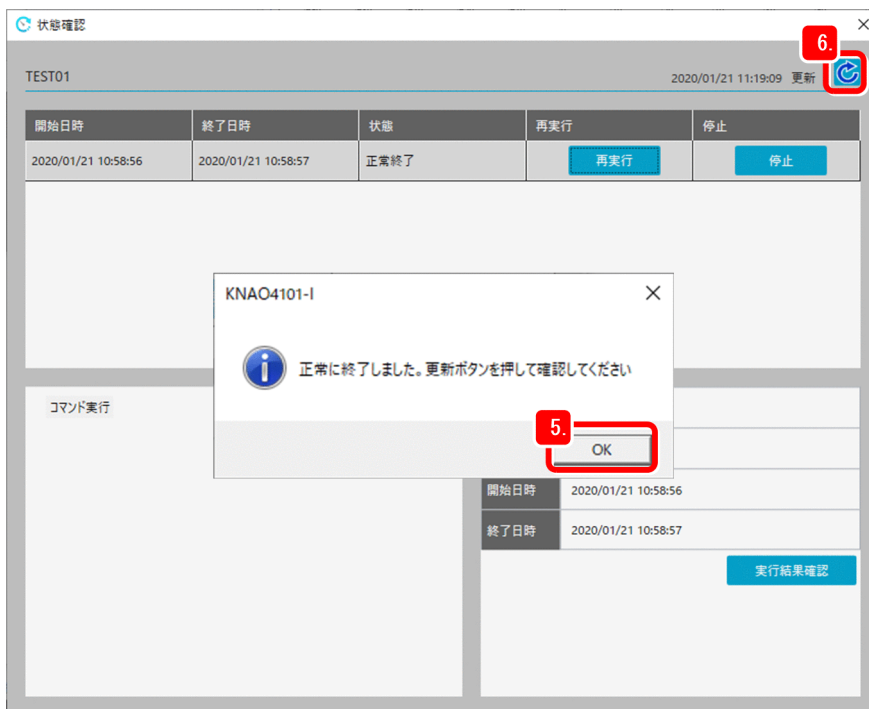 状態確認
6.
TEST01
2020/01/21 11:19:09 更新
開始日時 終了日時 状態 再実行 停止
2020/01/21 10:58:56 2020/01/21 10:58:57 正常終了 再実行 停止
KNAO4101-I
正常に終了しました。更新ボタンを押して確認してください
コマンド実行
5.
OK
開始日時 2020/01/21 10:58:56
終了日時 2020/01/21 10:58:57
実行結果確認